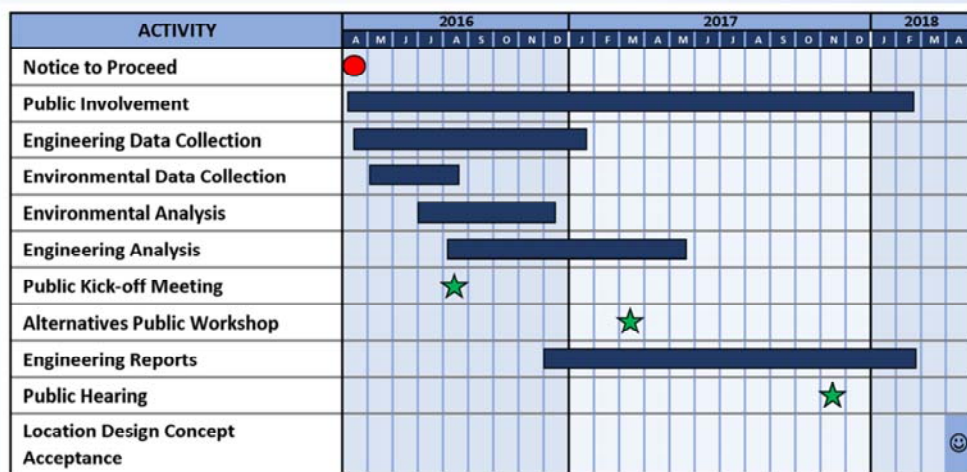 ACTIVITY 2016 2017 2018
A M J J A S O N D J F M A M J J A S O N D J F M A
Notice to Proceed
Public Involvement
Engineering Data Collection
Environmental Data Collection
Environmental Analysis
Engineering Analysis
Public Kick-off Meeting
Alternatives Public Workshop
Engineering Reports
Public Hearing
Location Design Concept
Acceptance